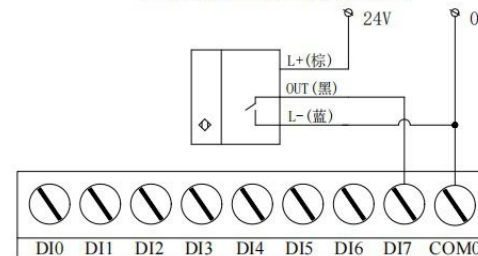 24V
0
L+(棕)
OUT(黑)
L-(蓝)
DI0 DI1 DI2 DI3 DI4 DI5 DI6 DI7 COM0